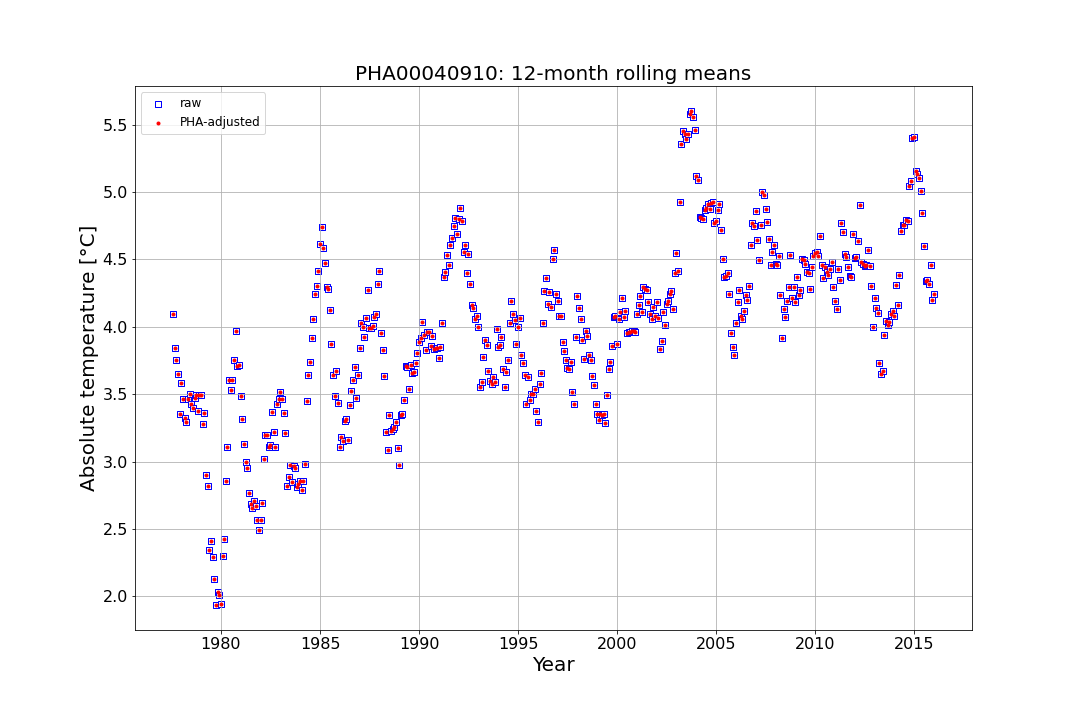 PHA00040910: 12-month rolling means
raw
PHA-adjusted
Absolute temperature [°C]
5.5
5.0
4.5
4.0
3.5
3.0
2.5
2.0
1980 1985 1990 1995 2000 2005 2010 2015
Year